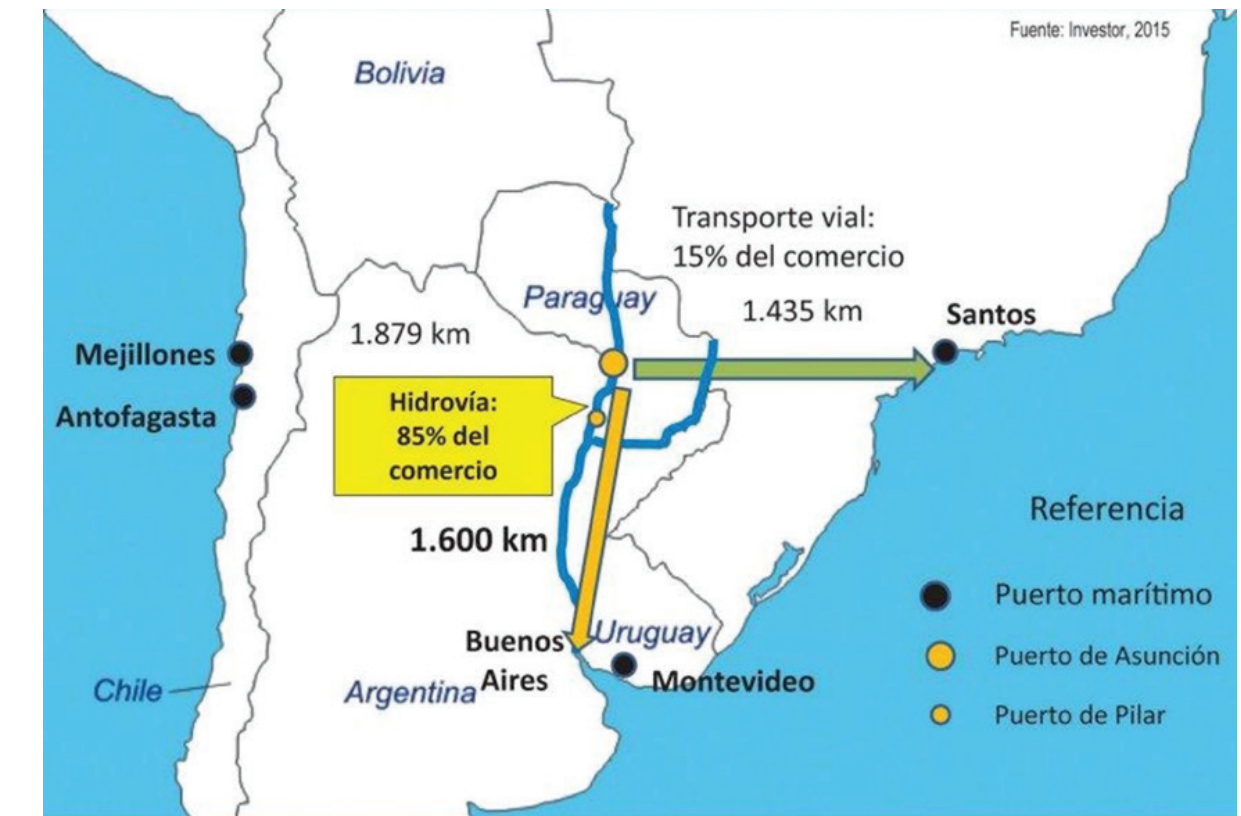 Fuente: Investor, 2015
Bolivia
Transporte vial:
15% del comercio
Paraguay
1.435 km
Santos
1.879 km
Mejillones
Antofagasta
Hidrovía:
85% del
comercio
1.600 km
Referencia
Puerto marítimo
Buenos
Aires
Uruguay
Puerto de Asunción
Montevideo
Chile
Argentina
Puerto de Pilar